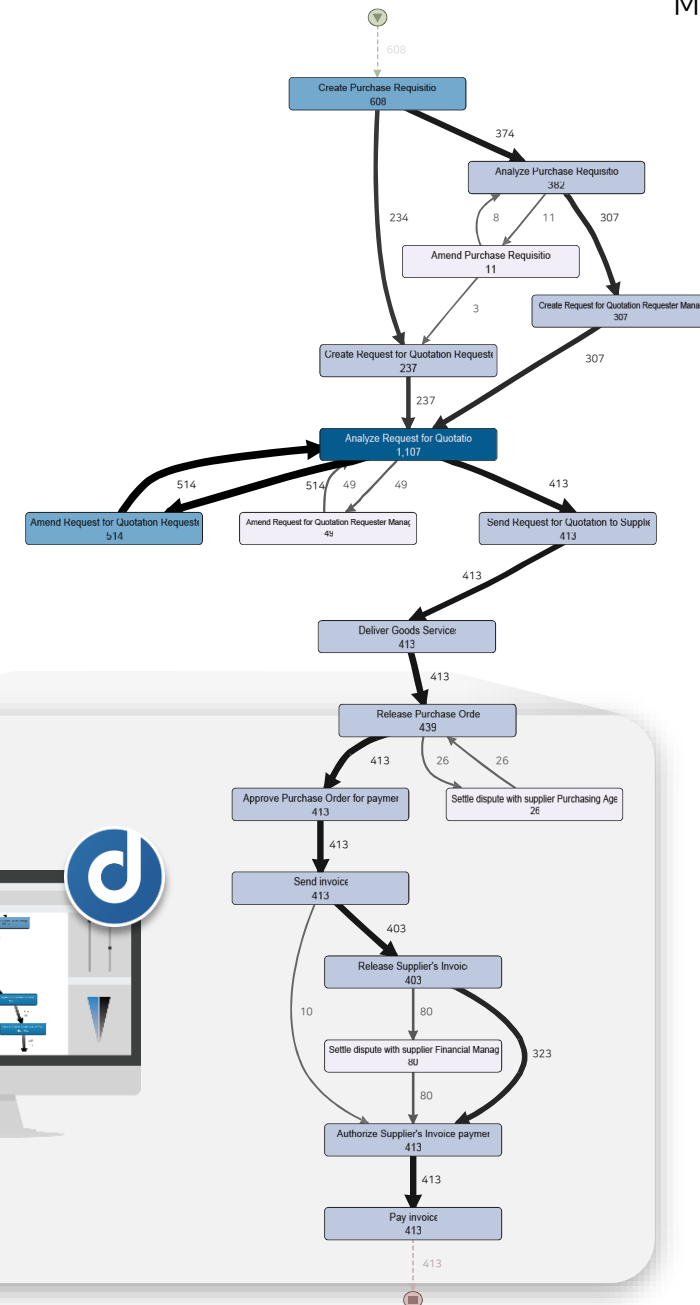 M
608
Create Purchase Requisitio
608
374
Analyze Purchase Requisitio
382
234
8
11
307
Amend Purchase Requisitio
11
Create Request for Quotation Requester Mana
307
3
Create Request for Quotation Requeste
237
307
237
Analyze Request for Quotatio
1,107
514
514
49
49
413
Amend Request for Quotation Requeste
514
Amend Request for Quotation Requester Manag
49
Send Request for Quotation to Supplie
413
413
Deliver Goods Services
413
413
Release Purchase Orde
439
413
26
26
Approve Purchase Order for paymen
413
Settle dispute with supplier Purchasing Age
26
413
Send invoice
413
403
Release Supplier's Invoic
403
10
80
323
Settle dispute with supplier Financial Manag
80
80
Authorize Supplier's Invoice paymen
413
413
Pay invoice
413
413